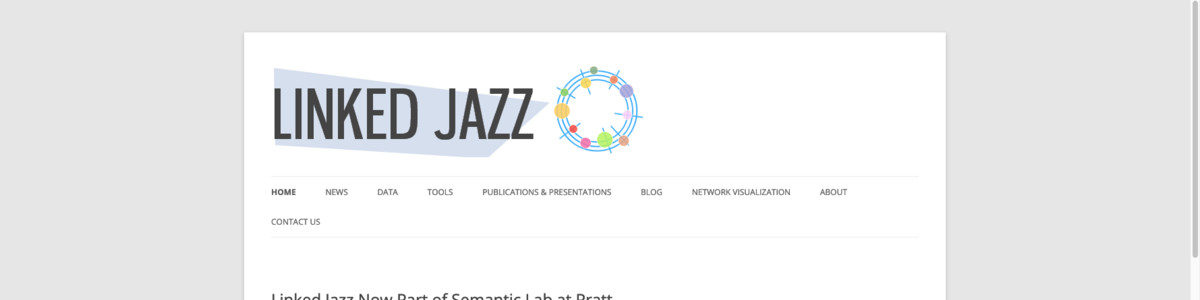 LINKED JAZZ
HOME NEWS DATA TOOLS PUBLICATIONS & PRESENTATIONS BLOG NETWORK VISUALIZATION ABOUT
CONTACT US
Linked Jazz Now Part of Semantic Lab at Pratt